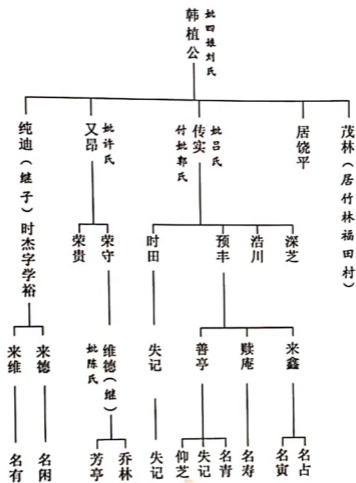 韩植公
妣四娘刘氏
纯迪（继子）时杰字学裕
又昂
妣许氏
传实
妣吕氏
付妣郭氏
居饶平
茂林（居竹林福田村）
荣贵
荣守
时田
预丰
浩川
深芝
来维
来德
维德（继）
妣陈氏
失记
善亭
赎庵
来鑫
名有
名闲
芳亭
乔林
失记
仰芝
失记
名青
名寿
名寅
名占